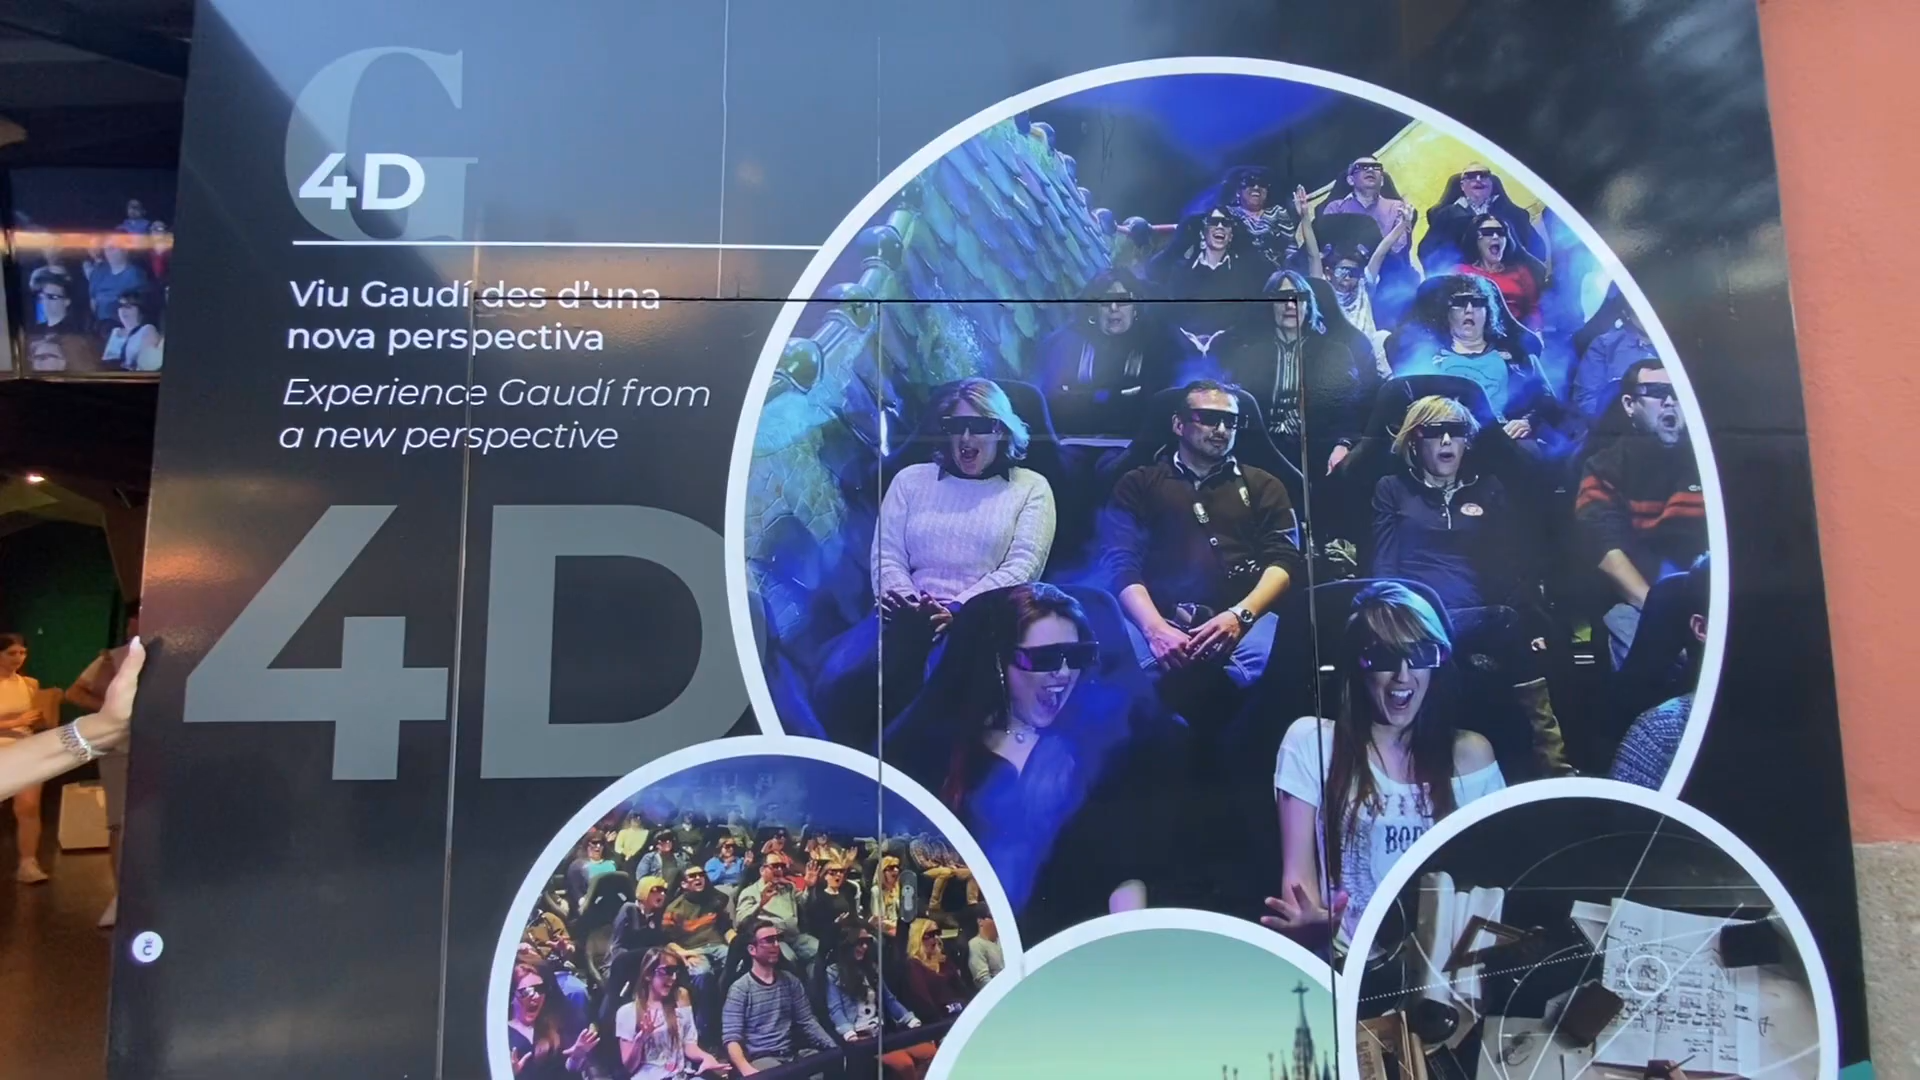 G
4D
Viu Gaudí des d'una
nova perspectiva
Experience Gaudí from
a new perspective
4D